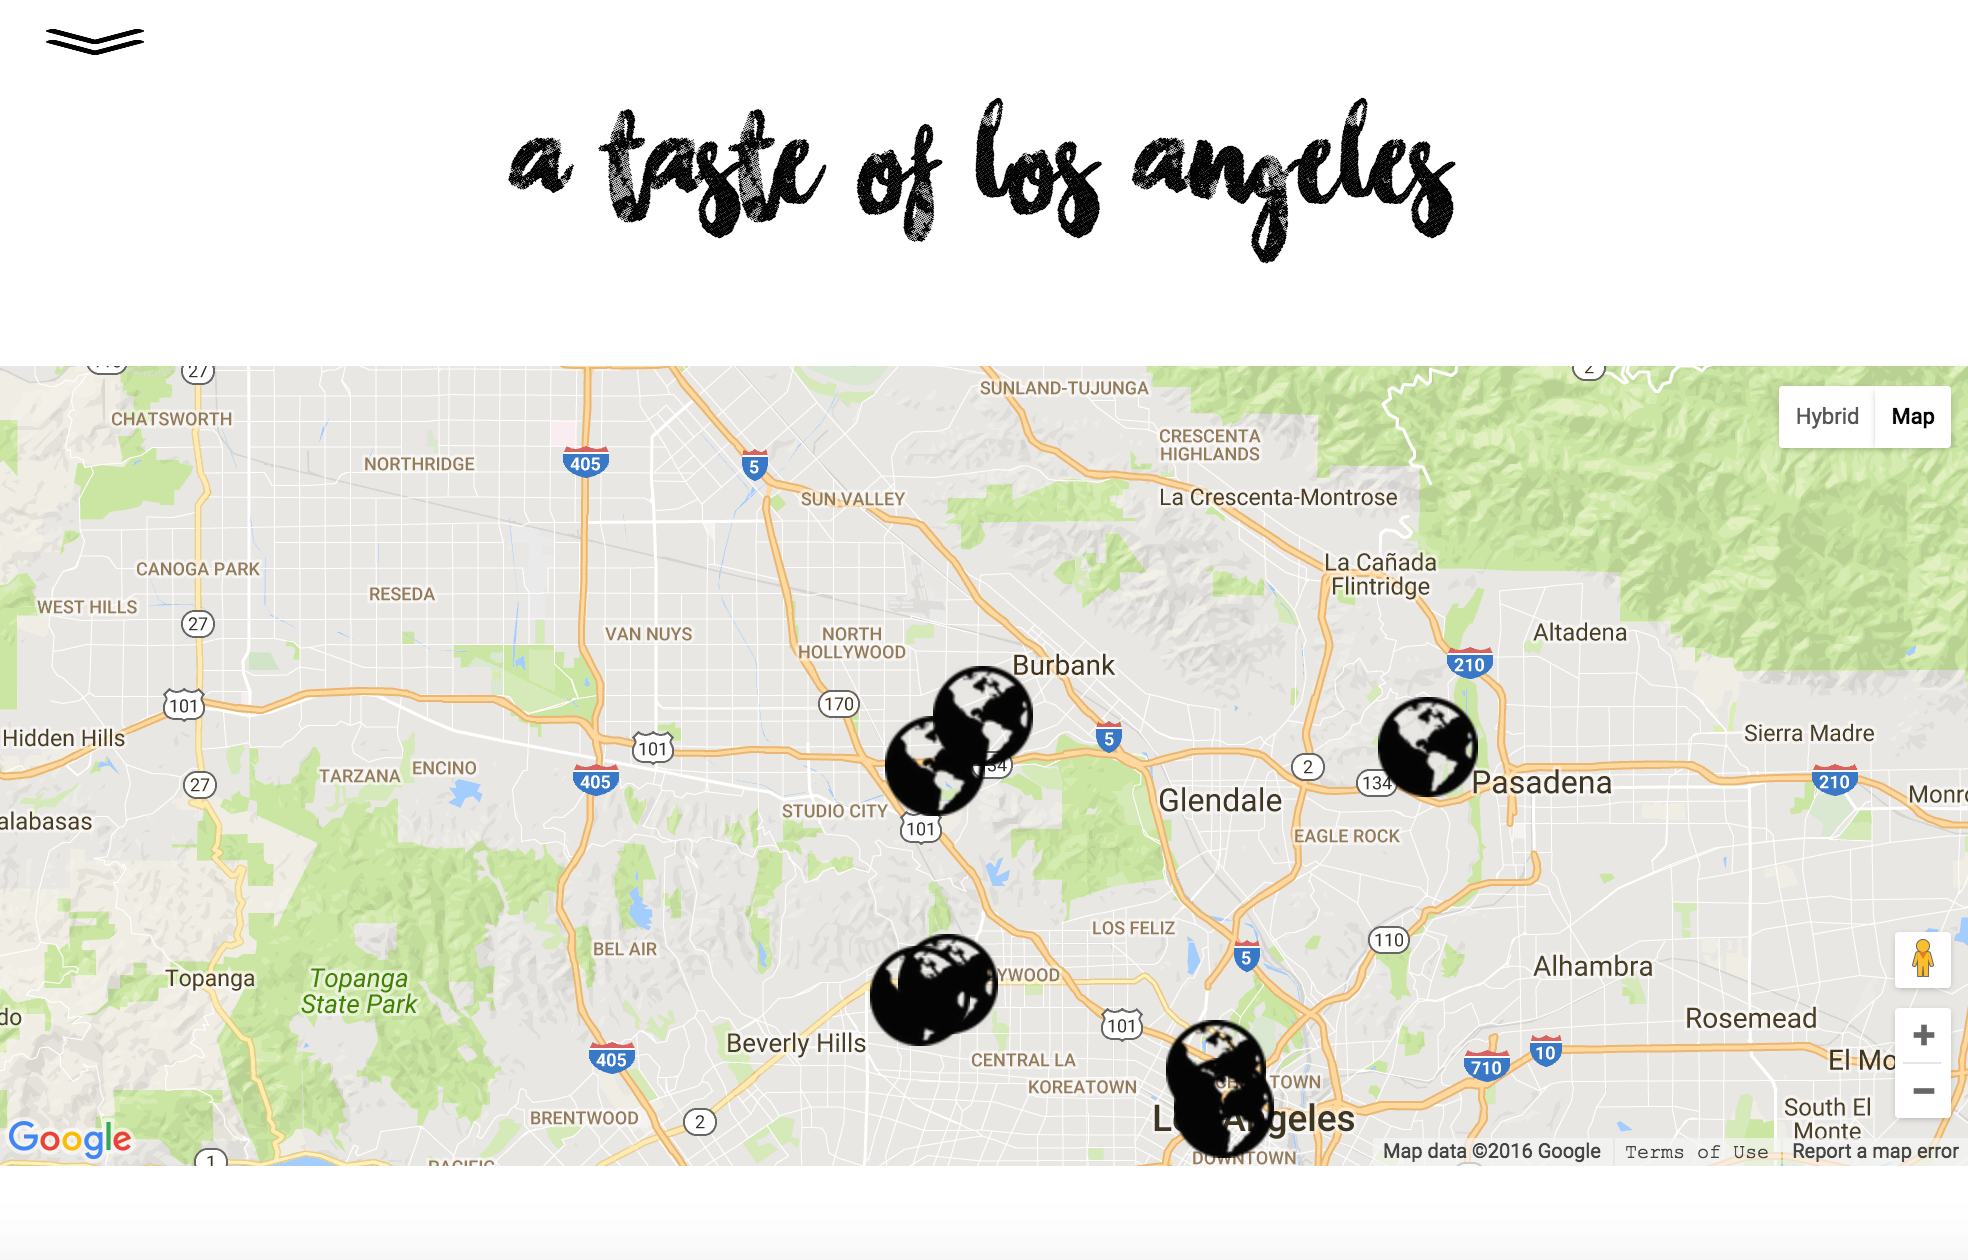 a taste of los angeles
27
2
SUNLAND-TUJUNGA
Hybrid
Map
CHATSWORTH
CRESCENTA
HIGHLANDS
NORTHRIDGE
405
5
SUN VALLEY
La Crescenta-Montrose
CANOGA PARK
La Cañada
Flintridge
RESEDA
WEST HILLS
27
VAN NUYS
NORTH
HOLLYWOOD
Altadena
Burbank
210
101
170
Hidden Hills
101
5
Sierra Madre
TARZANA
ENCINO
405
34
2
134
Pasadena
210
27
Glendale
Monro
STUDIO CITY
alabasas
101
EAGLE ROCK
LOS FELIZ
110
BEL AIR
5
Topanga
Topanga
State Park
YWOOD
Alhambra
do
101
Rosemead
Beverly Hills
405
CENTRAL LA
KOREATOWN
710
10
El Mo
TOWN
BRENTWOOD
2
L A geles
South El
Monte
Google
1
PACIFIC
DOWNTOWN
Map data ©2016 Google
Terms of Use
Report a map error